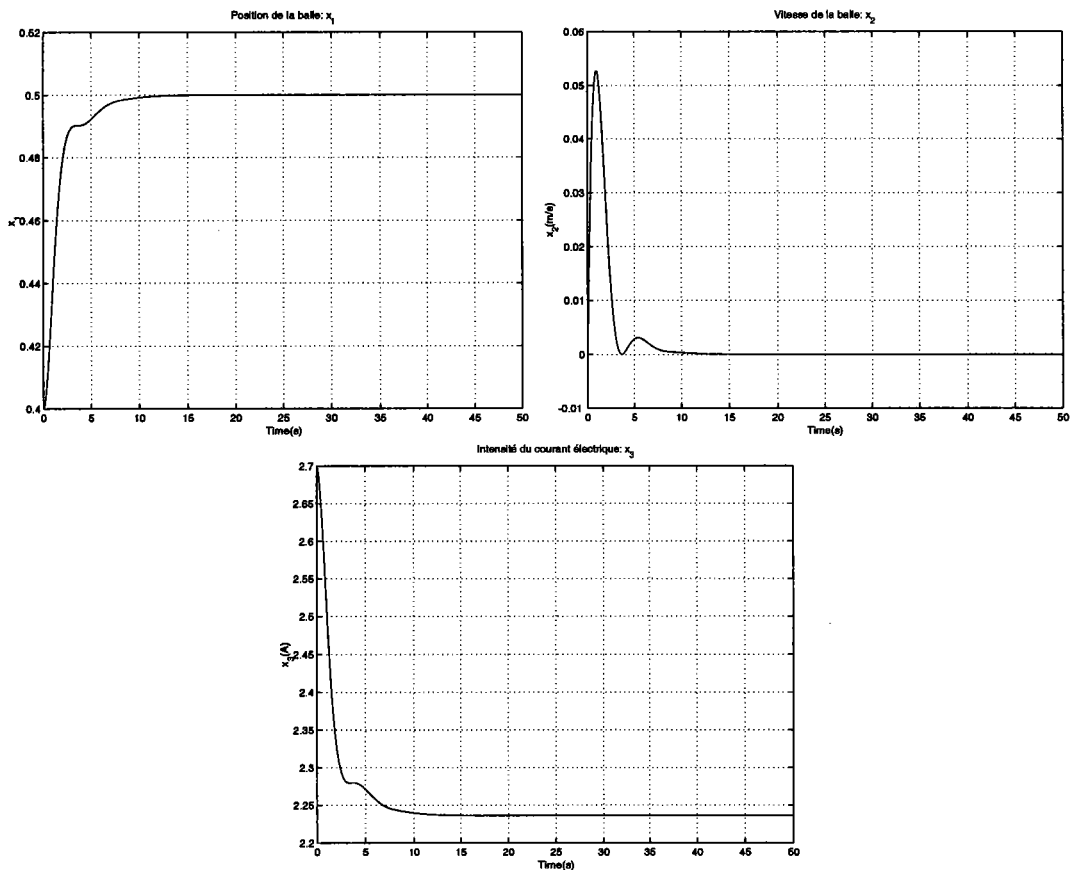 Position de la balle: x₁
0.52
0.5
0.48
0.46
0.44
0.42
0.4
x₁
0 5 10 15 20 25 30 35 40 45 50
Time(s)
Vitesse de la balle: x₂
0.06
0.05
0.04
0.03
0.02
0.01
0
-0.01
x₂(m/s)
0 5 10 15 20 25 30 35 40 45 50
Time(s)
Intensité du courant électrique: x₃
2.7
2.65
2.6
2.55
2.5
2.45
2.4
2.35
2.3
2.25
2.2
x₃(A)
0 5 10 15 20 25 30 35 40 45 50
Time(s)